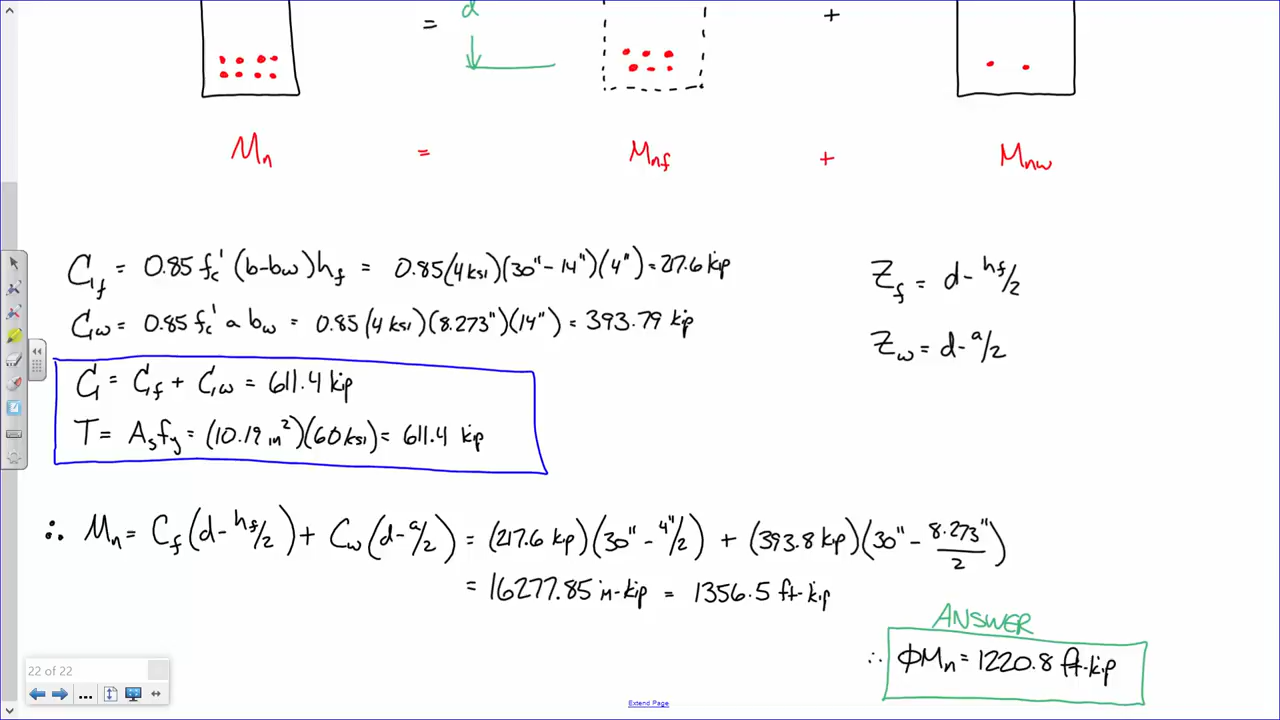 d
= +
Mn = Mnf + Mnw
Cf = 0.85 fc' (b-bw)hf = 0.85(4 ksi)(30"-14")(4") = 217.6 kip
Zf = d - hf/2
Cw = 0.85 fc' a bw = 0.85(4 ksi)(8.273")(14") = 393.79 kip
Zw = d - a/2
C = Cf + Cw = 611.4 kip
T = As fy = (10.19 in²)(60 ksi) = 611.4 kip
∴ Mn = Cf(d - hf/2) + Cw(d - a/2) = (217.6 kip)(30" - 4"/2) + (393.8 kip)(30" - 8.273"/2)
= 16277.85 in-kip = 1356.5 ft-kip
ANSWER
∴ ϕMn = 1220.8 ft-kip
22 of 22
...
Extend Page